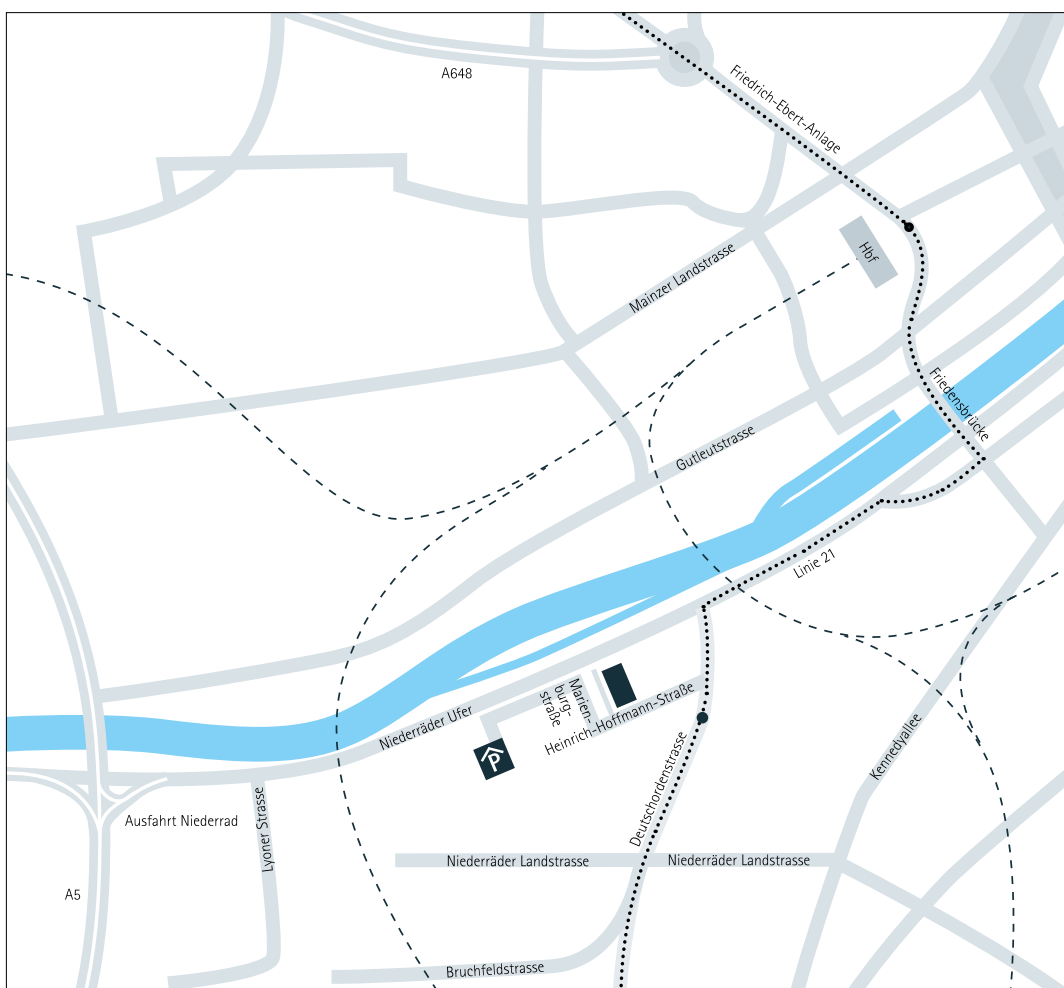 A648
Friedrich-Ebert-Anlage
Hbf
Mainzer Landstrasse
Friedensbrücke
Gutleutstrasse
Linie 21
Marien-
burg-
straße
Heinrich-Hoffmann-Straße
Niederräder Ufer
P
Kennedyallee
Deutschordenstrasse
Lyoner Strasse
Ausfahrt Niederrad
Niederräder Landstrasse
Niederräder Landstrasse
A5
Bruchfeldstrasse